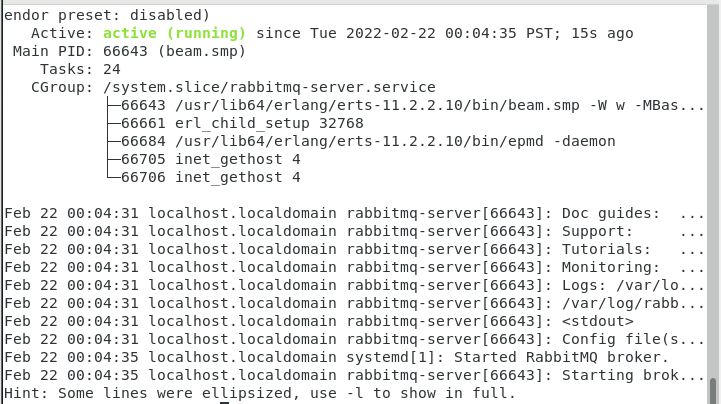 endor preset: disabled)
   Active: active (running) since Tue 2022-02-22 00:04:35 PST; 15s ago
 Main PID: 66643 (beam.smp)
    Tasks: 24
   CGroup: /system.slice/rabbitmq-server.service
           ├─66643 /usr/lib64/erlang/erts-11.2.2.10/bin/beam.smp -W w -MBas...
           ├─66661 erl_child_setup 32768
           ├─66684 /usr/lib64/erlang/erts-11.2.2.10/bin/epmd -daemon
           ├─66705 inet_gethost 4
           └─66706 inet_gethost 4

Feb 22 00:04:31 localhost.localdomain rabbitmq-server[66643]: Doc guides:  ...
Feb 22 00:04:31 localhost.localdomain rabbitmq-server[66643]: Support:     ...
Feb 22 00:04:31 localhost.localdomain rabbitmq-server[66643]: Tutorials:   ...
Feb 22 00:04:31 localhost.localdomain rabbitmq-server[66643]: Monitoring:  ...
Feb 22 00:04:31 localhost.localdomain rabbitmq-server[66643]: Logs: /var/lo...
Feb 22 00:04:31 localhost.localdomain rabbitmq-server[66643]: /var/log/rabb...
Feb 22 00:04:31 localhost.localdomain rabbitmq-server[66643]: <stdout>
Feb 22 00:04:31 localhost.localdomain rabbitmq-server[66643]: Config file(s...
Feb 22 00:04:35 localhost.localdomain systemd[1]: Started RabbitMQ broker.
Feb 22 00:04:35 localhost.localdomain rabbitmq-server[66643]: Starting brok...
Hint: Some lines were ellipsized, use -l to show in full.